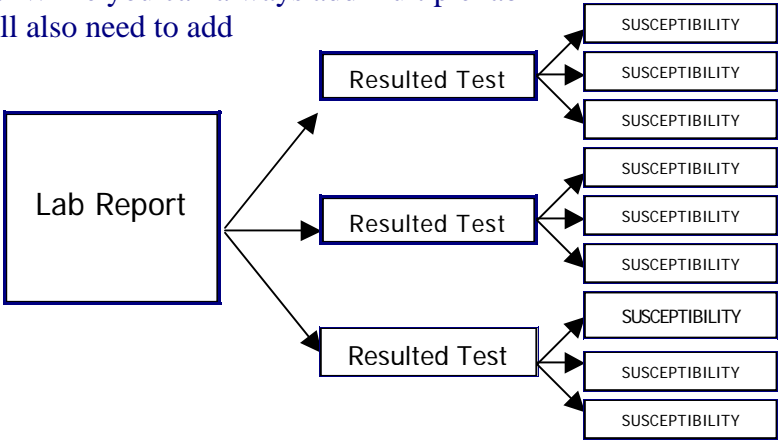 ll also need to add
SUSCEPTIBILITY
Resulted Test
SUSCEPTIBILITY
SUSCEPTIBILITY
Lab Report
SUSCEPTIBILITY
Resulted Test
SUSCEPTIBILITY
SUSCEPTIBILITY
SUSCEPTIBILITY
Resulted Test
SUSCEPTIBILITY
SUSCEPTIBILITY